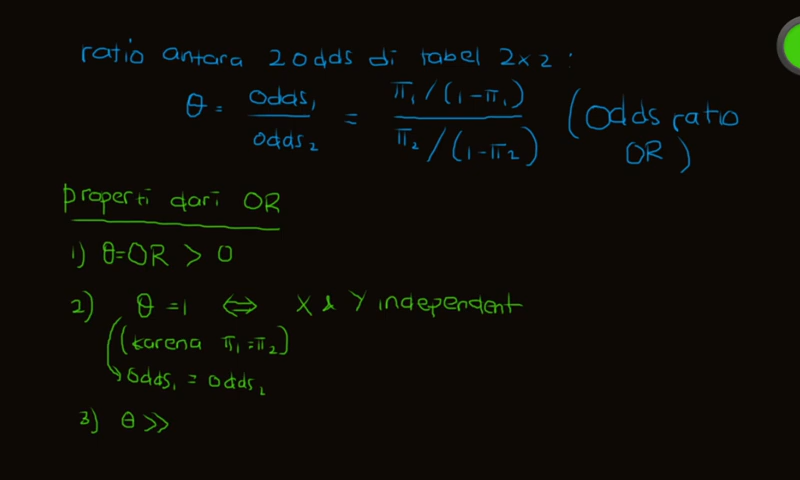 ratio antara 2 odds di tabel 2x2 :
θ = odds₁ / odds₂ = π₁/(1-π₁) / π₂/(1-π₂) (Odds ratio OR)
properti dari OR
1) θ=OR > 0
2) θ =1 ⇔ X & Y independent
(karena π₁=π₂)
↳ odds₁ = odds₂
3) θ >>